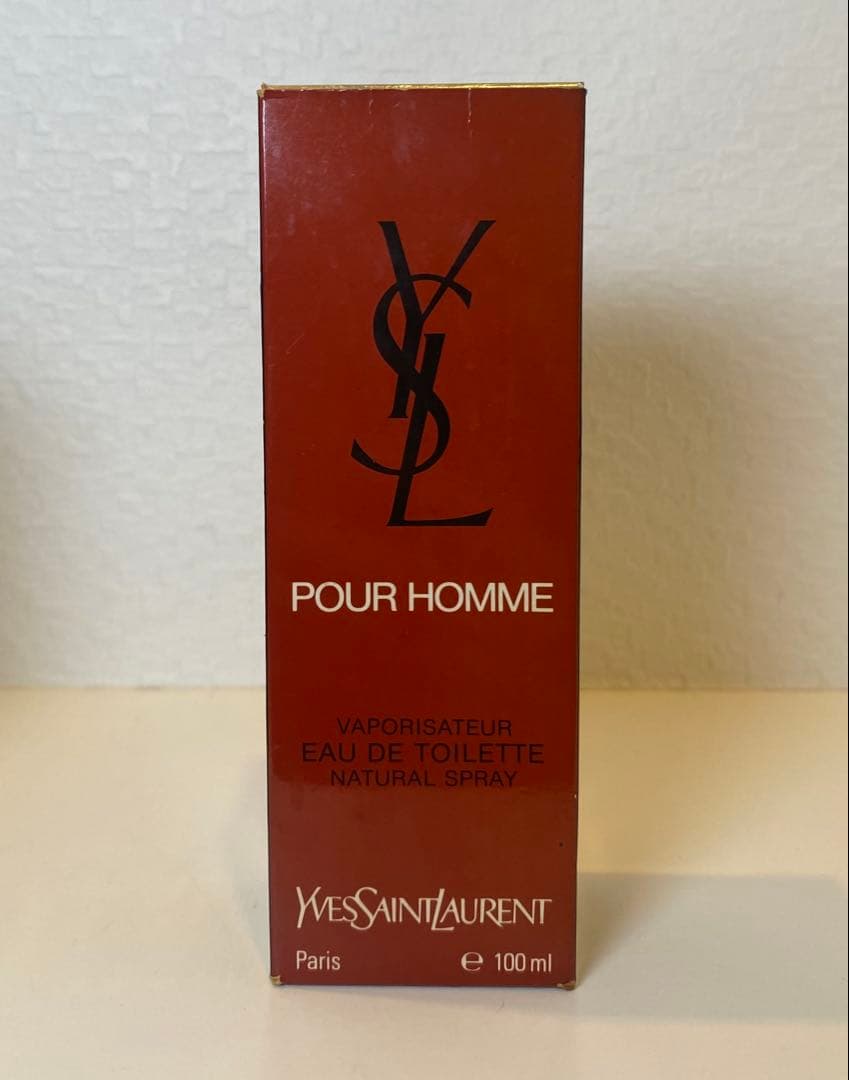 YSL
POUR HOMME
VAPORISATEUR
EAU DE TOILETTE
NATURAL SPRAY
YVESSAINTLAURENT
Paris ℮ 100 ml